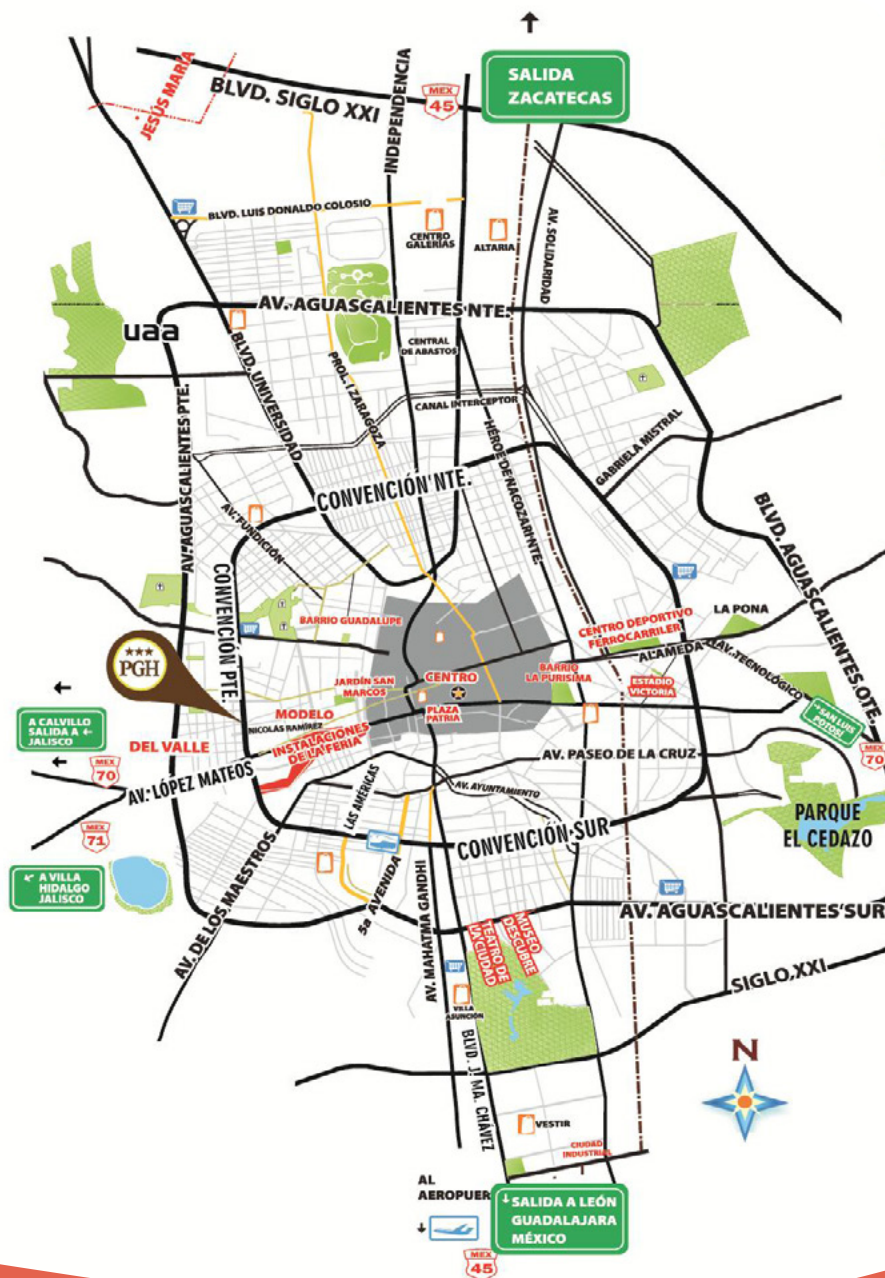 SALIDA
ZACATECAS
MEX
45
JESÚS MARÍA
BLVD. SIGLO XXI
INDEPENDENCIA
BLVD. LUIS DONALDO COLOSIO
CENTRO
GALERÍAS
ALTARIA
AV. SOLIDARIDAD
AV. AGUASCALIENTES NTE.
uaa
CENTRAL
DE ABASTOS
BLVD. UNIVERSIDAD
PROL. I ZARAGOZA
CANAL INTERCEPTOR
AV. AGUASCALIENTES PTE.
HÉROE DE NACOZARI NTE.
GABRIELA MISTRAL
CONVENCIÓN NTE.
AV. FUNDICIÓN
BLVD. AGUASCALIENTES OTE.
CONVENCIÓN PTE.
BARRIO GUADALUPE
CENTRO DEPORTIVO
FERROCARRILER
LA PONA
ALAMEDA
AV. TECNOLÓGICO
PGH
JARDÍN SAN
MARCOS
CENTRO
BARRIO
LA PURISIMA
ESTADIO
VICTORIA
PLAZA
PATRIA
MODELO
NICOLAS RAMÍREZ
INSTALACIONES
DE LA FERIA
A CALVILLO
SALIDA A
JALISCO
DEL VALLE
SAN LUIS
POTOSÍ
MEX
70
MEX
70
AV. LÓPEZ MATEOS
AV. PASEO DE LA CRUZ
AV. AYUNTAMIENTO
LAS AMÉRICAS
PARQUE
EL CEDAZO
MEX
71
CONVENCIÓN SUR
A VILLA
HIDALGO
JALISCO
AV. DE LOS MAESTROS
5a AVENIDA
AV. MAHATMA GANDHI
AV. AGUASCALIENTES SUR
MUSEO
DESCUBRE
TEATRO DE
LA CIUDAD
SIGLO XXI
VILLA
ASUNCIÓN
BLVD. J. MA. CHÁVEZ
N
VESTIR
CIUDAD
INDUSTRIAL
AL
AEROPUER
SALIDA A LEÓN
GUADALAJARA
MÉXICO
MEX
45